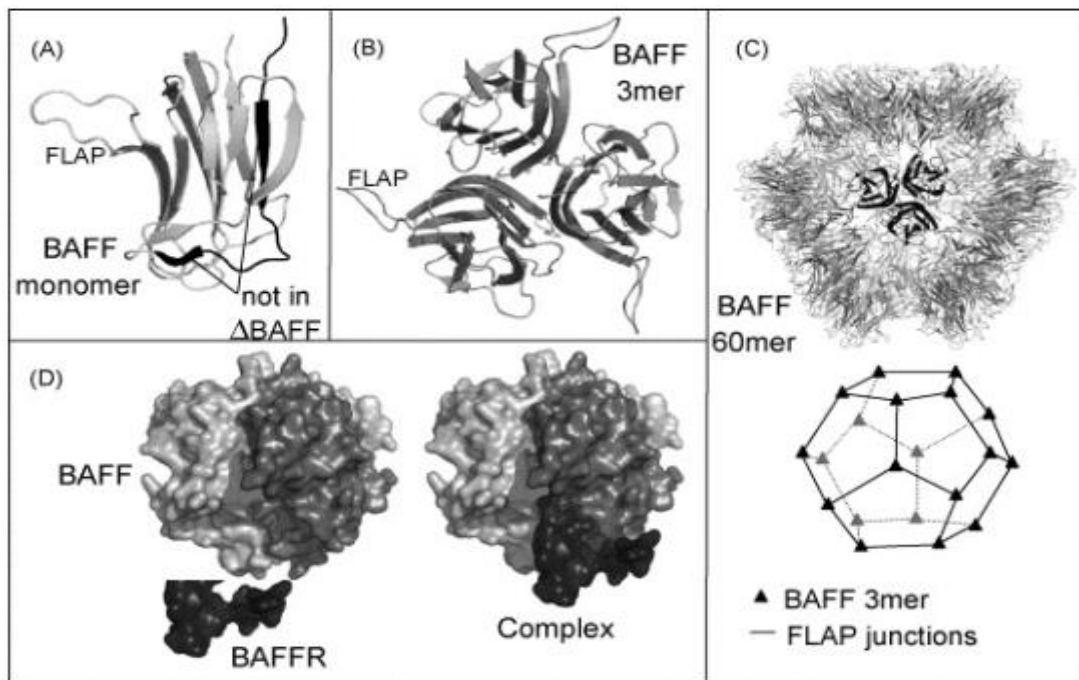 (A)
FLAP
BAFF
monomer
not in
ΔBAFF
(B)
BAFF
3mer
FLAP
(C)
BAFF
60mer
▲ BAFF 3mer
— FLAP junctions
(D)
BAFF
BAFFR
Complex